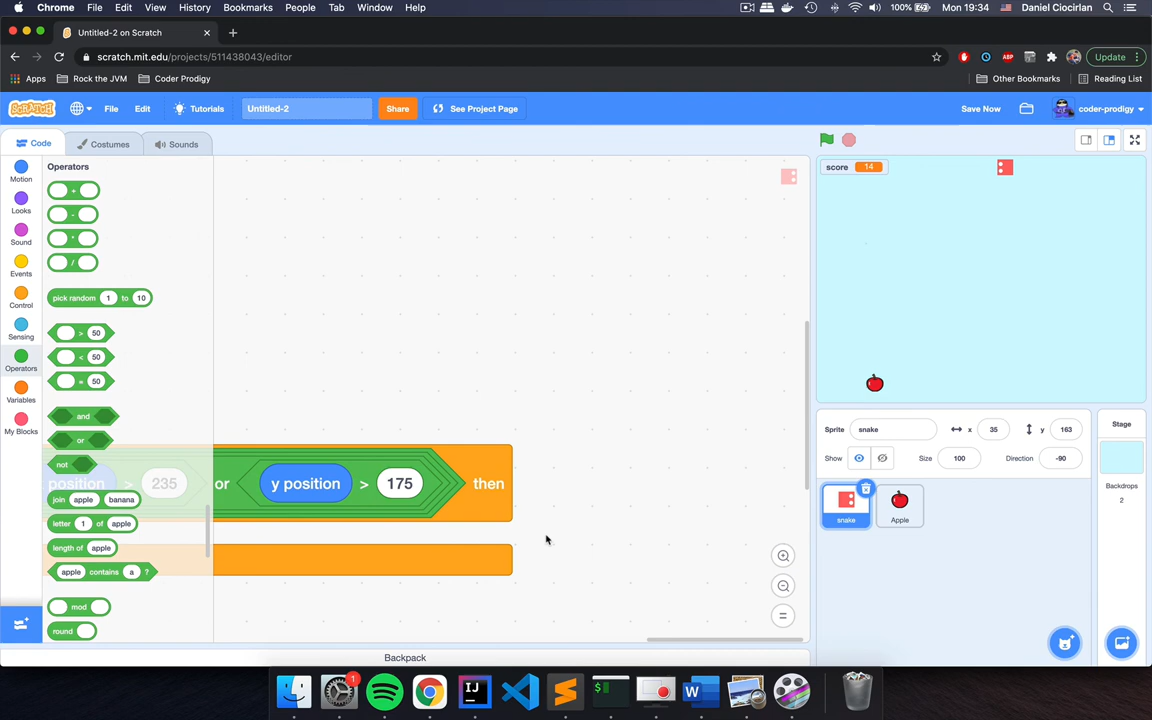 Chrome File Edit View History Bookmarks People Tab Window Help 100% Mon 19:34 Daniel Ciocirlan
Untitled-2 on Scratch
scratch.mit.edu/projects/511438043/editor ABP Update
Apps Rock the JVM Coder Prodigy Other Bookmarks Reading List
SCRATCH File Edit Tutorials Untitled-2 Share See Project Page Save Now coder-prodigy
Code Costumes Sounds
Motion
Looks
Sound
Events
Control
Sensing
Operators
Variables
My Blocks
Operators
+
-
*
/
pick random 1 to 10
> 50
< 50
= 50
and
or
not
join apple banana
letter 1 of apple
length of apple
apple contains a ?
mod
round
position > 235 or y position > 175 then
score 14
Sprite snake x 35 y 163
Show Size 100 Direction -90
snake
Apple
Stage
Backdrops
2
Backpack
1
$
W